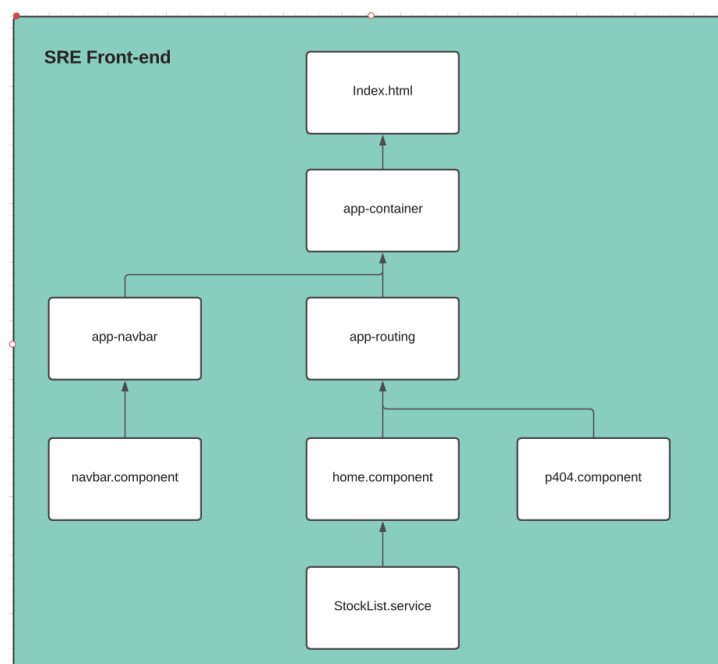 SRE Front-end
Index.html
app-container
app-navbar
app-routing
navbar.component
home.component
p404.component
StockList.service